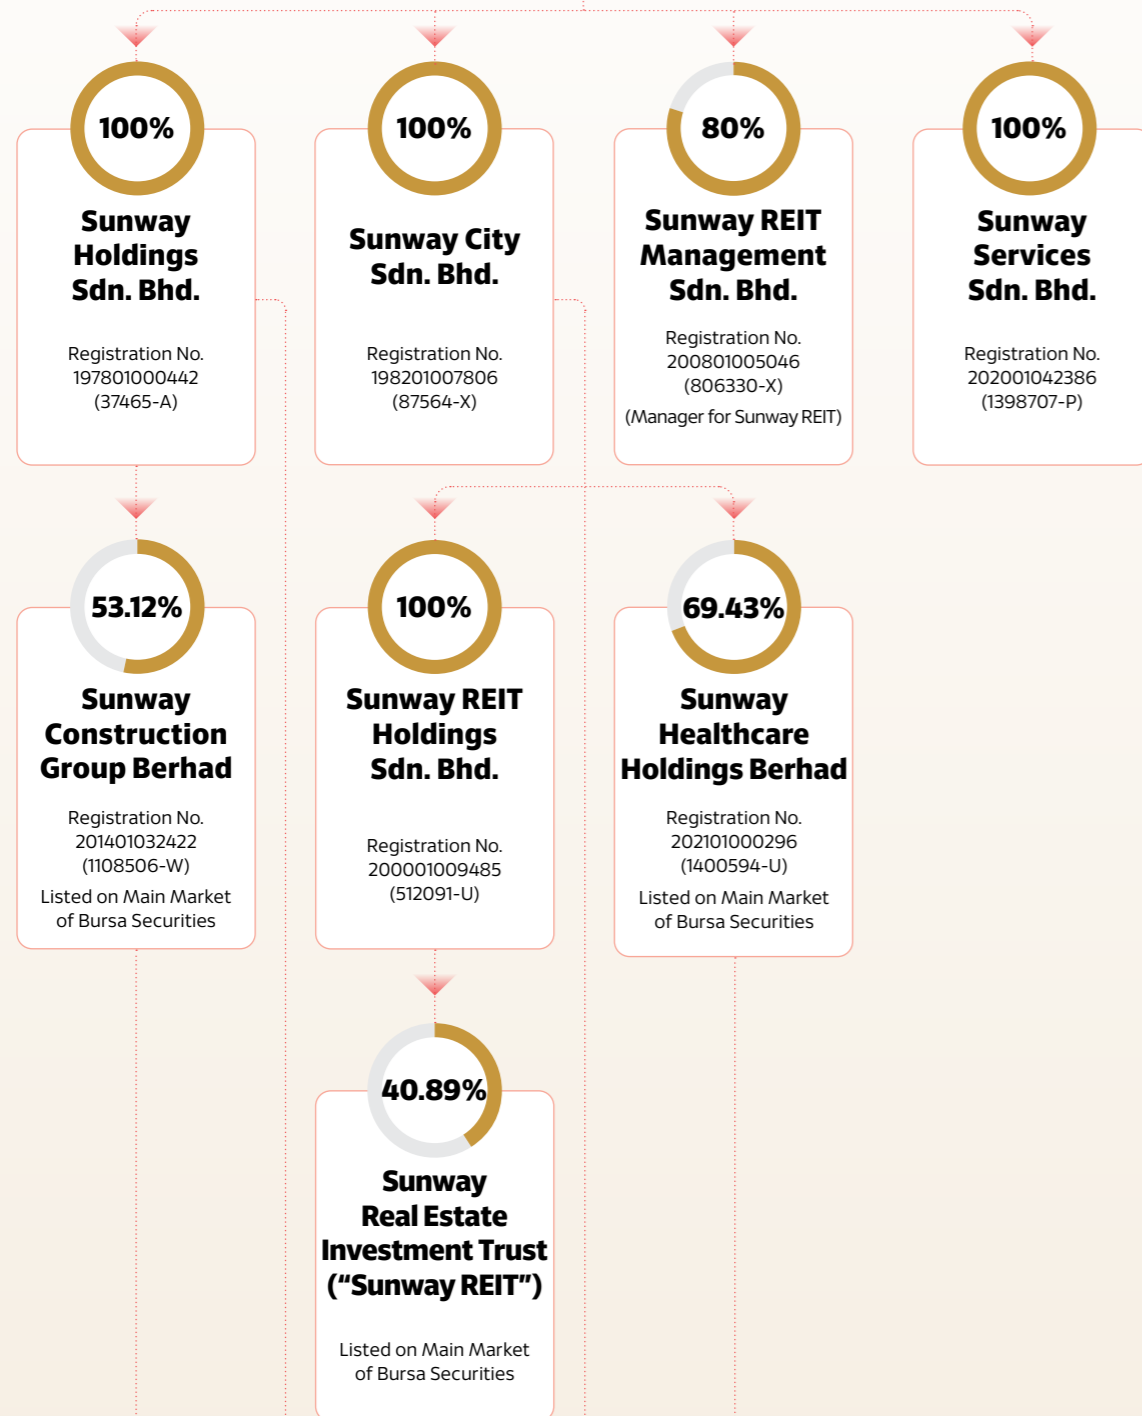 100%
Sunway
Holdings
Sdn. Bhd.
Registration No.
197801000442
(37465-A)
100%
Sunway City
Sdn. Bhd.
Registration No.
198201007806
(87564-X)
80%
Sunway REIT
Management
Sdn. Bhd.
Registration No.
200801005046
(806330-X)
(Manager for Sunway REIT)
100%
Sunway
Services
Sdn. Bhd.
Registration No.
202001042386
(1398707-P)
53.12%
Sunway
Construction
Group Berhad
Registration No.
201401032422
(1108506-W)
Listed on Main Market
of Bursa Securities
100%
Sunway REIT
Holdings
Sdn. Bhd.
Registration No.
200001009485
(512091-U)
69.43%
Sunway
Healthcare
Holdings Berhad
Registration No.
202101000296
(1400594-U)
Listed on Main Market
of Bursa Securities
40.89%
Sunway
Real Estate
Investment Trust
(“Sunway REIT”)
Listed on Main Market
of Bursa Securities